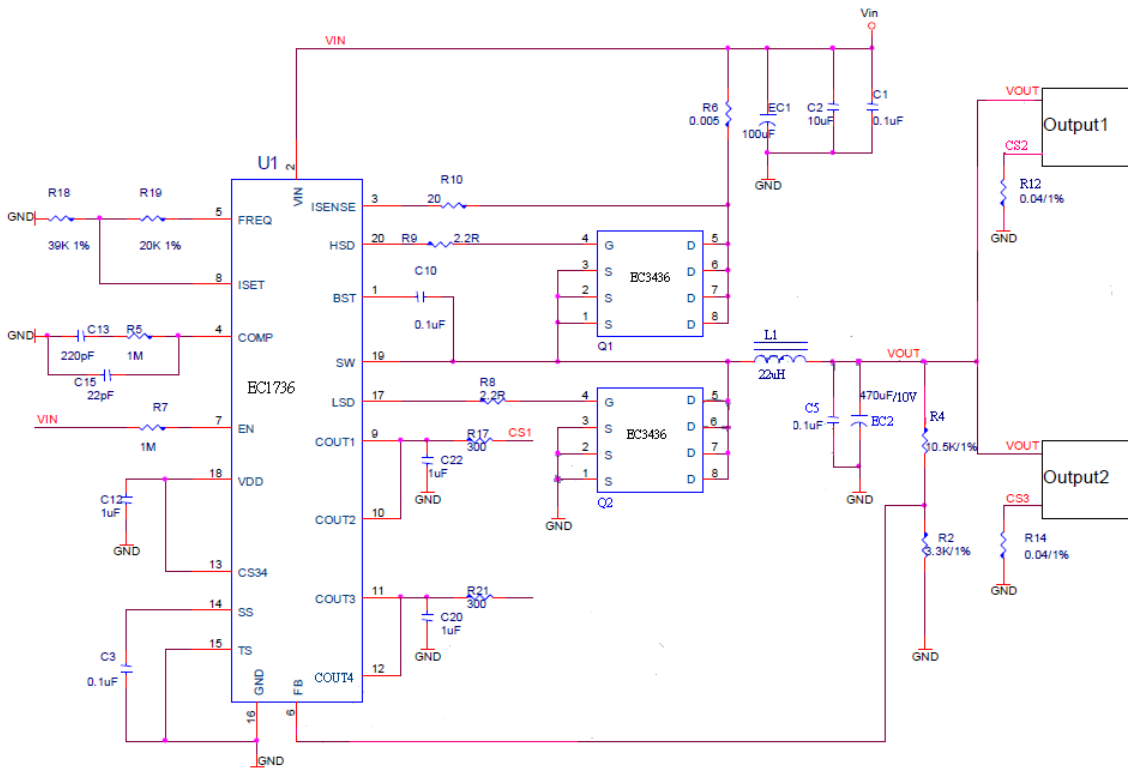 Vin
VIN
R6
0.005
EC1
100uF
C2
10uF
C1
0.1uF
GND
VOUT
Output1
CS2
R12
0.04/1%
GND
U1
2
VIN
R18
R19
GND
39K 1%
20K 1%
5
FREQ
ISENSE
3
R10
20
HSD
20
R9
2.2R
4
G
D
5
3
S
D
6
2
S
D
7
1
S
D
8
EC3436
Q1
8
ISET
BST
1
C10
0.1uF
GND
C13
R5
220pF
1M
C15
22pF
4
COMP
SW
19
L1
22uH
VOUT
EC1736
LSD
17
R8
2.2R
4
G
D
5
3
S
D
6
2
S
D
7
1
S
D
8
EC3436
Q2
GND
C5
0.1uF
470uF/10V
EC2
GND
R4
10.5K/1%
VIN
R7
1M
7
EN
COUT1
9
R17
300
CS1
C22
1uF
GND
VOUT
Output2
CS3
R14
0.04/1%
GND
18
VDD
C12
1uF
GND
COUT2
10
R2
3.3K/1%
GND
13
CS34
14
SS
COUT3
11
R21
300
C20
1uF
GND
15
TS
C3
0.1uF
COUT4
12
GND
16
FB
6
GND